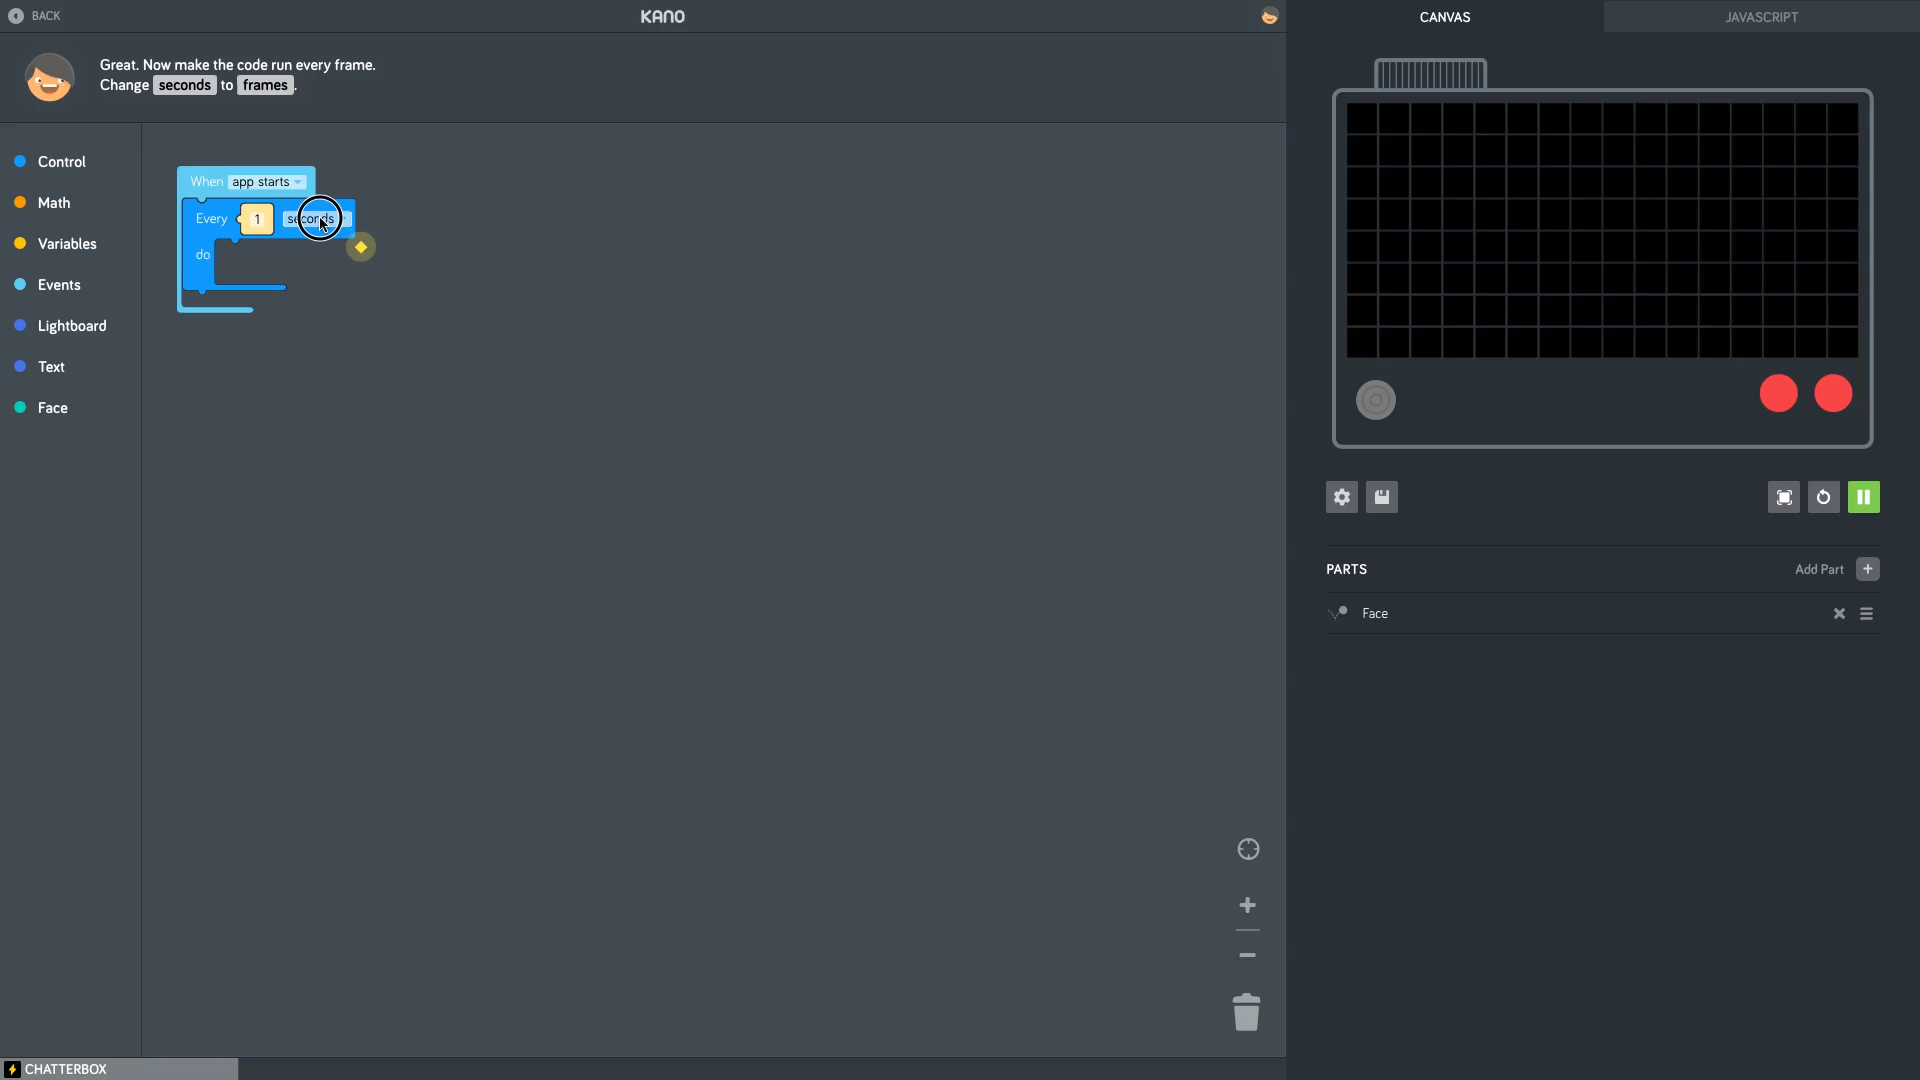 BACK
KANO
CANVAS
JAVASCRIPT
Great. Now make the code run every frame.
Change seconds to frames.
Control
Math
Variables
Events
Lightboard
Text
Face
When app starts
Every 1 seconds
do
PARTS
Add Part
Face
CHATTERBOX